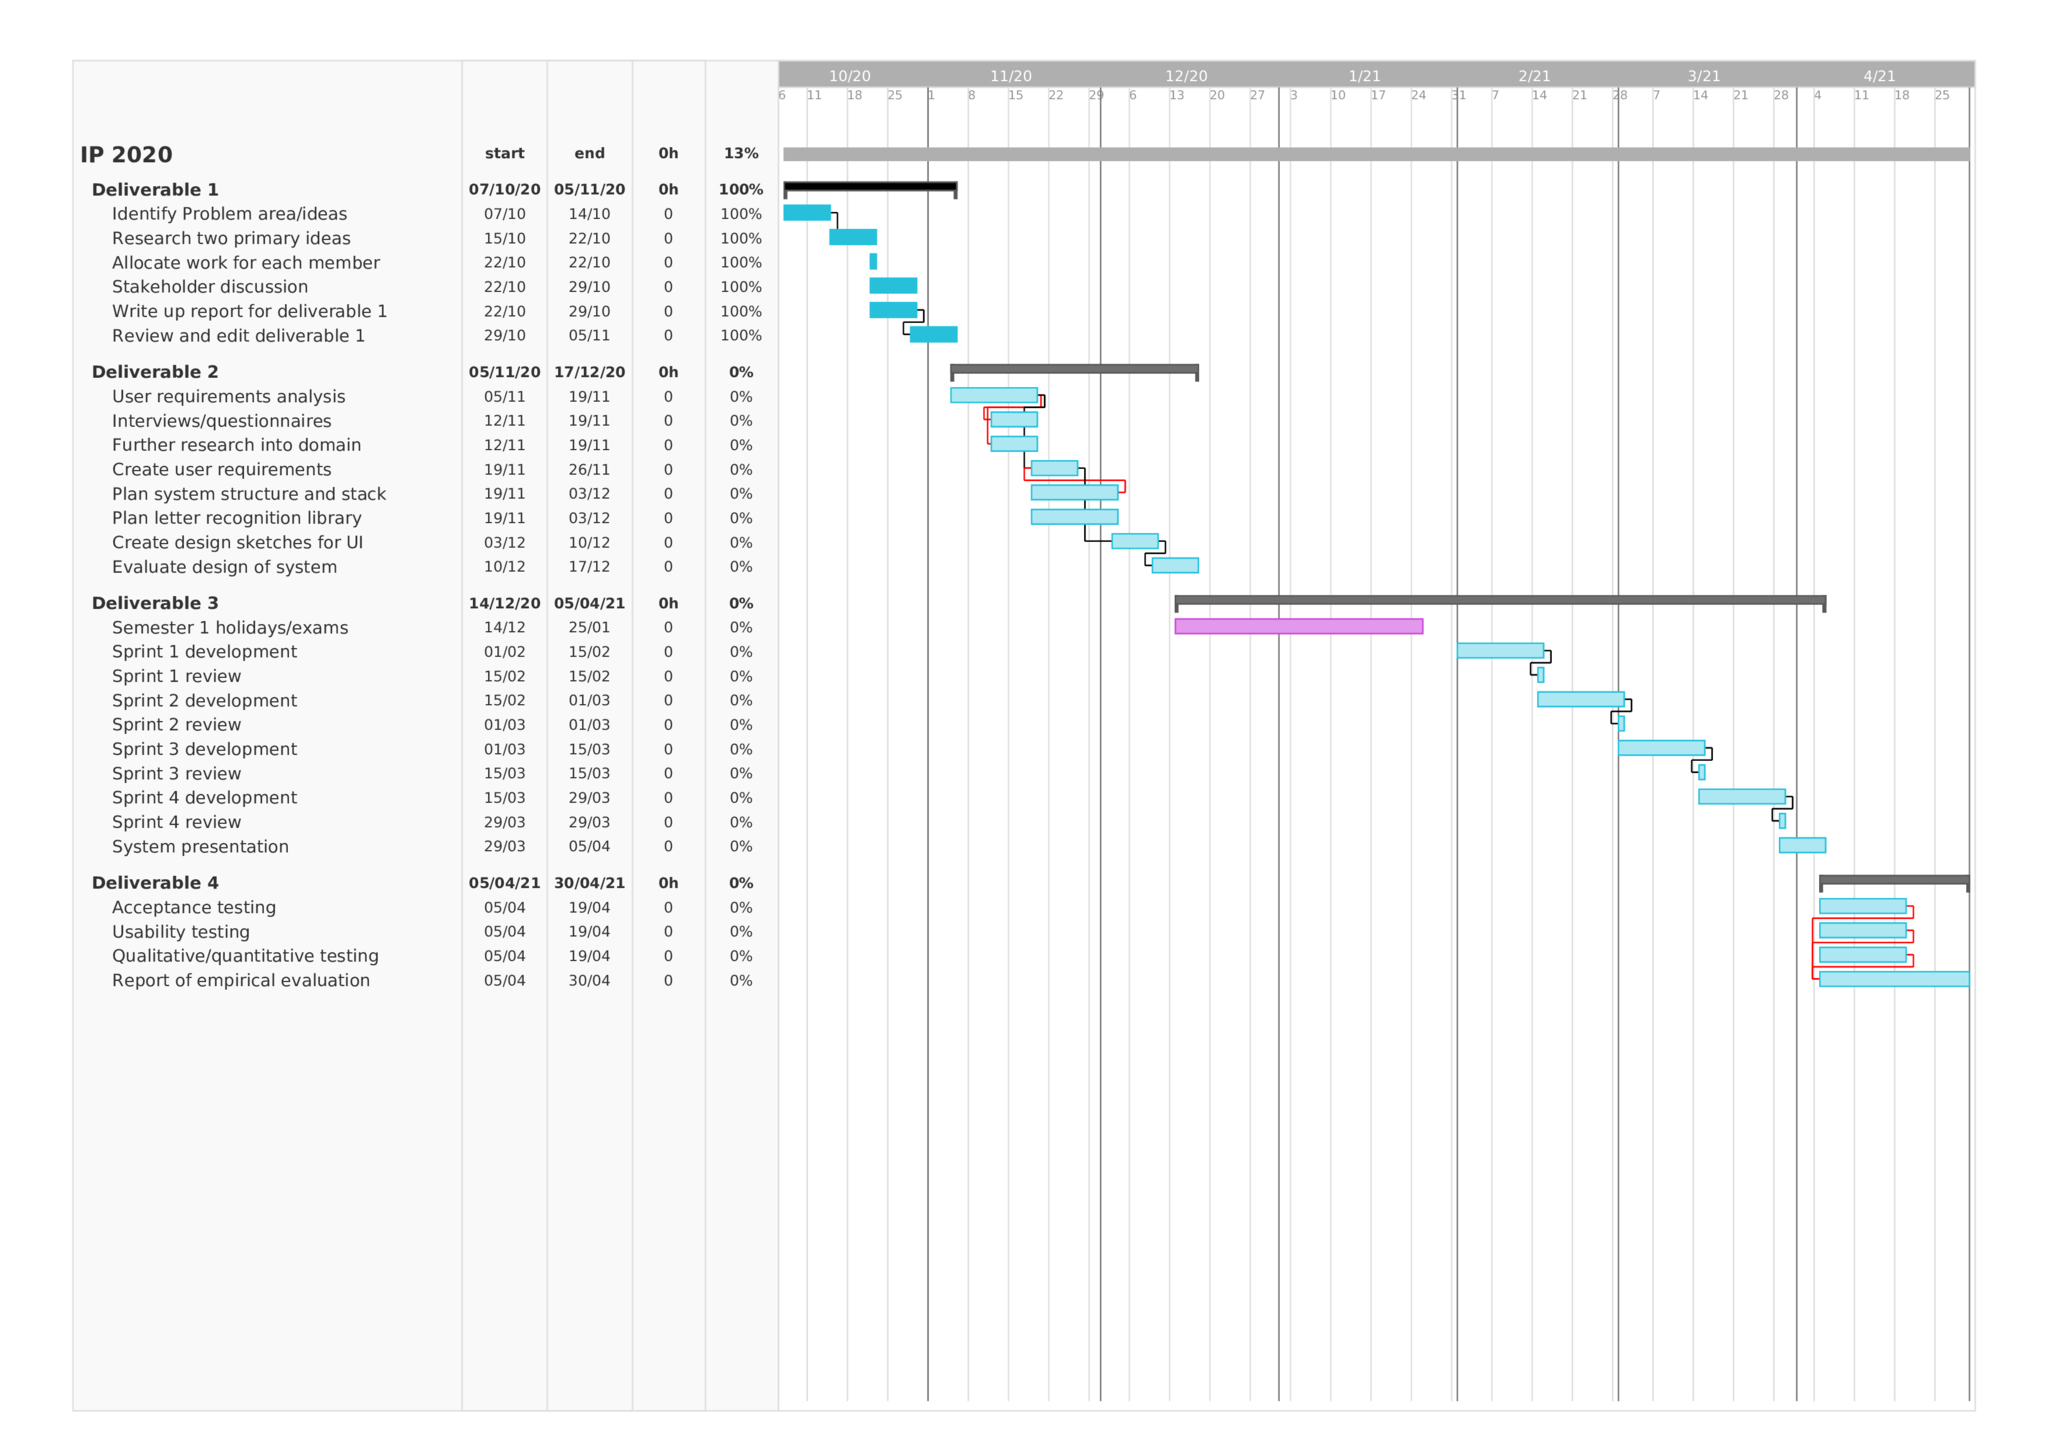 10/20 11/20 12/20 1/21 2/21 3/21 4/21
6 11 18 25 1 8 15 22 29 6 13 20 27 3 10 17 24 31 7 14 21 28 7 14 21 28 4 11 18 25
IP 2020 start end 0h 13%
Deliverable 1 07/10/20 05/11/20 0h 100%
Identify Problem area/ideas 07/10 14/10 0 100%
Research two primary ideas 15/10 22/10 0 100%
Allocate work for each member 22/10 22/10 0 100%
Stakeholder discussion 22/10 29/10 0 100%
Write up report for deliverable 1 22/10 29/10 0 100%
Review and edit deliverable 1 29/10 05/11 0 100%
Deliverable 2 05/11/20 17/12/20 0h 0%
User requirements analysis 05/11 19/11 0 0%
Interviews/questionnaires 12/11 19/11 0 0%
Further research into domain 12/11 19/11 0 0%
Create user requirements 19/11 26/11 0 0%
Plan system structure and stack 19/11 03/12 0 0%
Plan letter recognition library 19/11 03/12 0 0%
Create design sketches for UI 03/12 10/12 0 0%
Evaluate design of system 10/12 17/12 0 0%
Deliverable 3 14/12/20 05/04/21 0h 0%
Semester 1 holidays/exams 14/12 25/01 0 0%
Sprint 1 development 01/02 15/02 0 0%
Sprint 1 review 15/02 15/02 0 0%
Sprint 2 development 15/02 01/03 0 0%
Sprint 2 review 01/03 01/03 0 0%
Sprint 3 development 01/03 15/03 0 0%
Sprint 3 review 15/03 15/03 0 0%
Sprint 4 development 15/03 29/03 0 0%
Sprint 4 review 29/03 29/03 0 0%
System presentation 29/03 05/04 0 0%
Deliverable 4 05/04/21 30/04/21 0h 0%
Acceptance testing 05/04 19/04 0 0%
Usability testing 05/04 19/04 0 0%
Qualitative/quantitative testing 05/04 19/04 0 0%
Report of empirical evaluation 05/04 30/04 0 0%